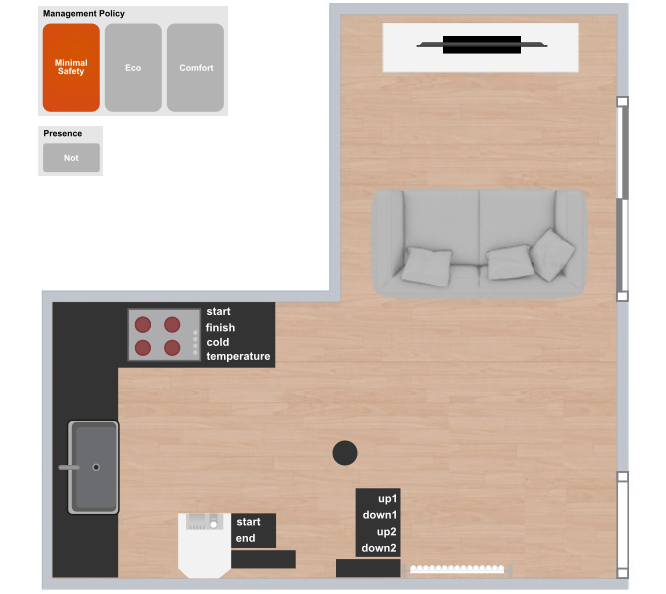 Management Policy
Minimal
Safety
Eco
Comfort
Presence
Not
start
finish
cold
temperature
start
end
up1
down1
up2
down2